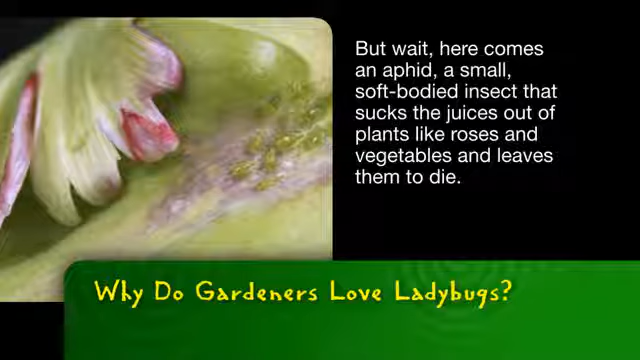 But wait, here comes
an aphid, a small,
soft-bodied insect that
sucks the juices out of
plants like roses and
vegetables and leaves
them to die.
Why Do Gardeners Love Ladybugs?